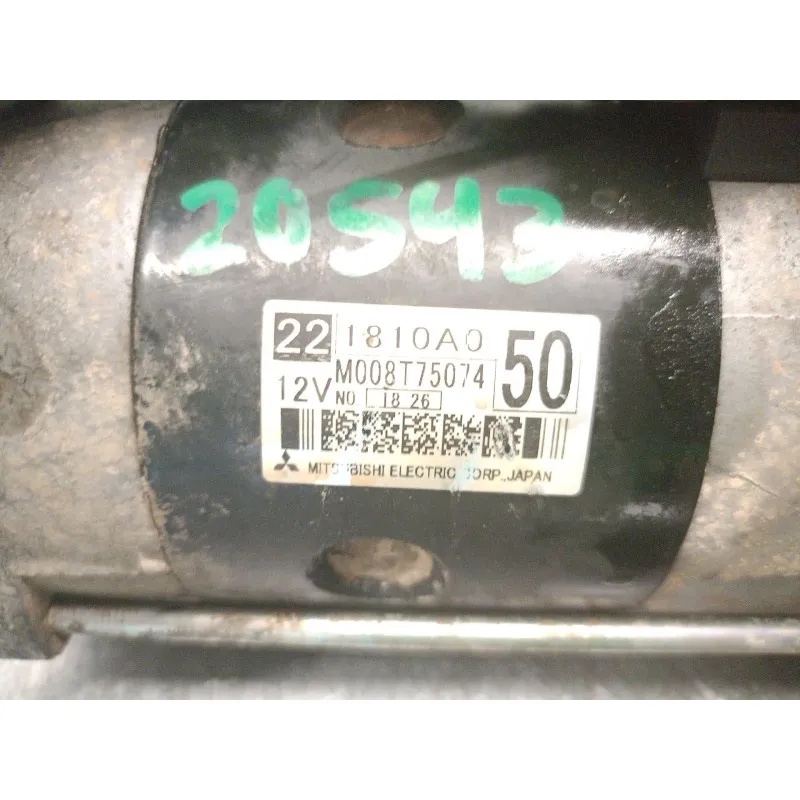 20543
22 1810A0 50
12V M008T75074
NO 18 26
MITSUBISHI ELECTRIC CORP.,JAPAN